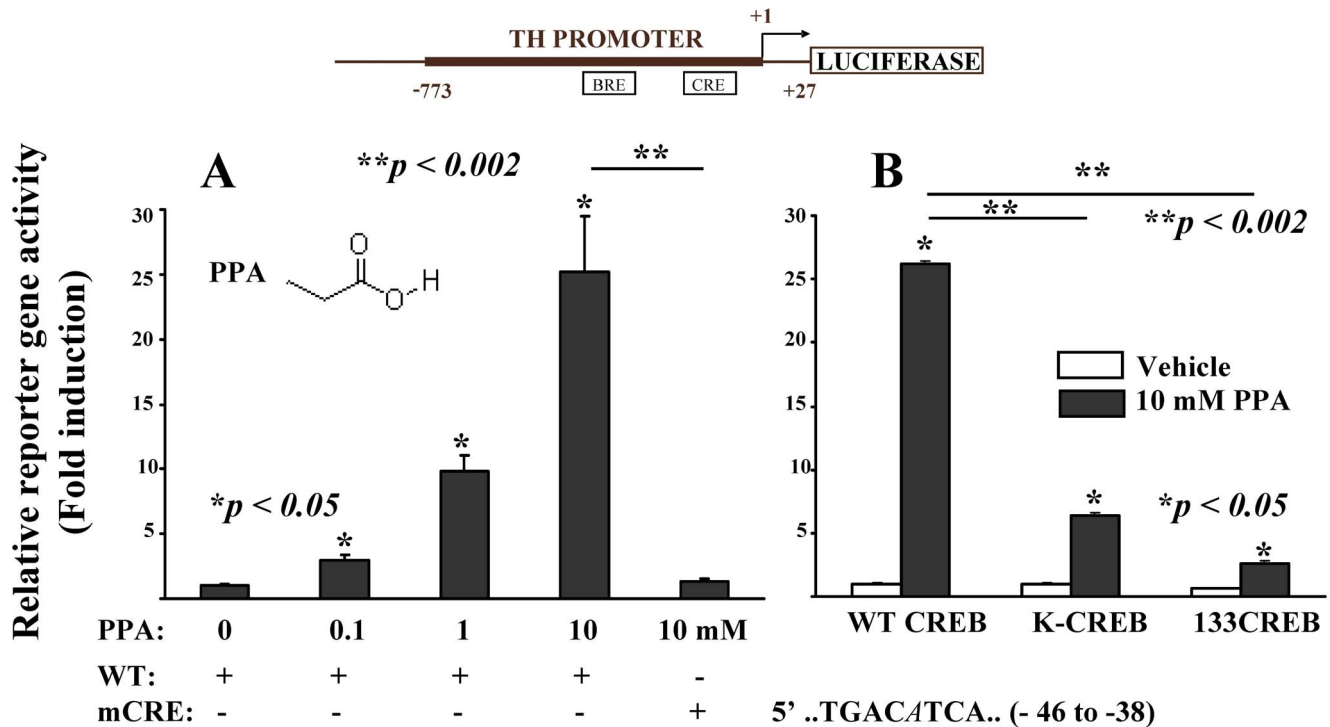 +1
TH PROMOTER
LUCIFERASE
BRE
CRE
-773
+27
Relative reporter gene activity
(Fold induction)
A
**p < 0.002
**
*
30
25
20
15
10
5
PPA
O
O
H
*p < 0.05
*
*
PPA: 0 0.1 1 10 10 mM
WT: + + + + -
mCRE: - - - - +
B
**
**
**p < 0.002
*
30
25
20
15
10
5
Vehicle
10 mM PPA
*
*p < 0.05
*
WT CREB K-CREB 133CREB
5’ ..TGACATCA.. (- 46 to -38)